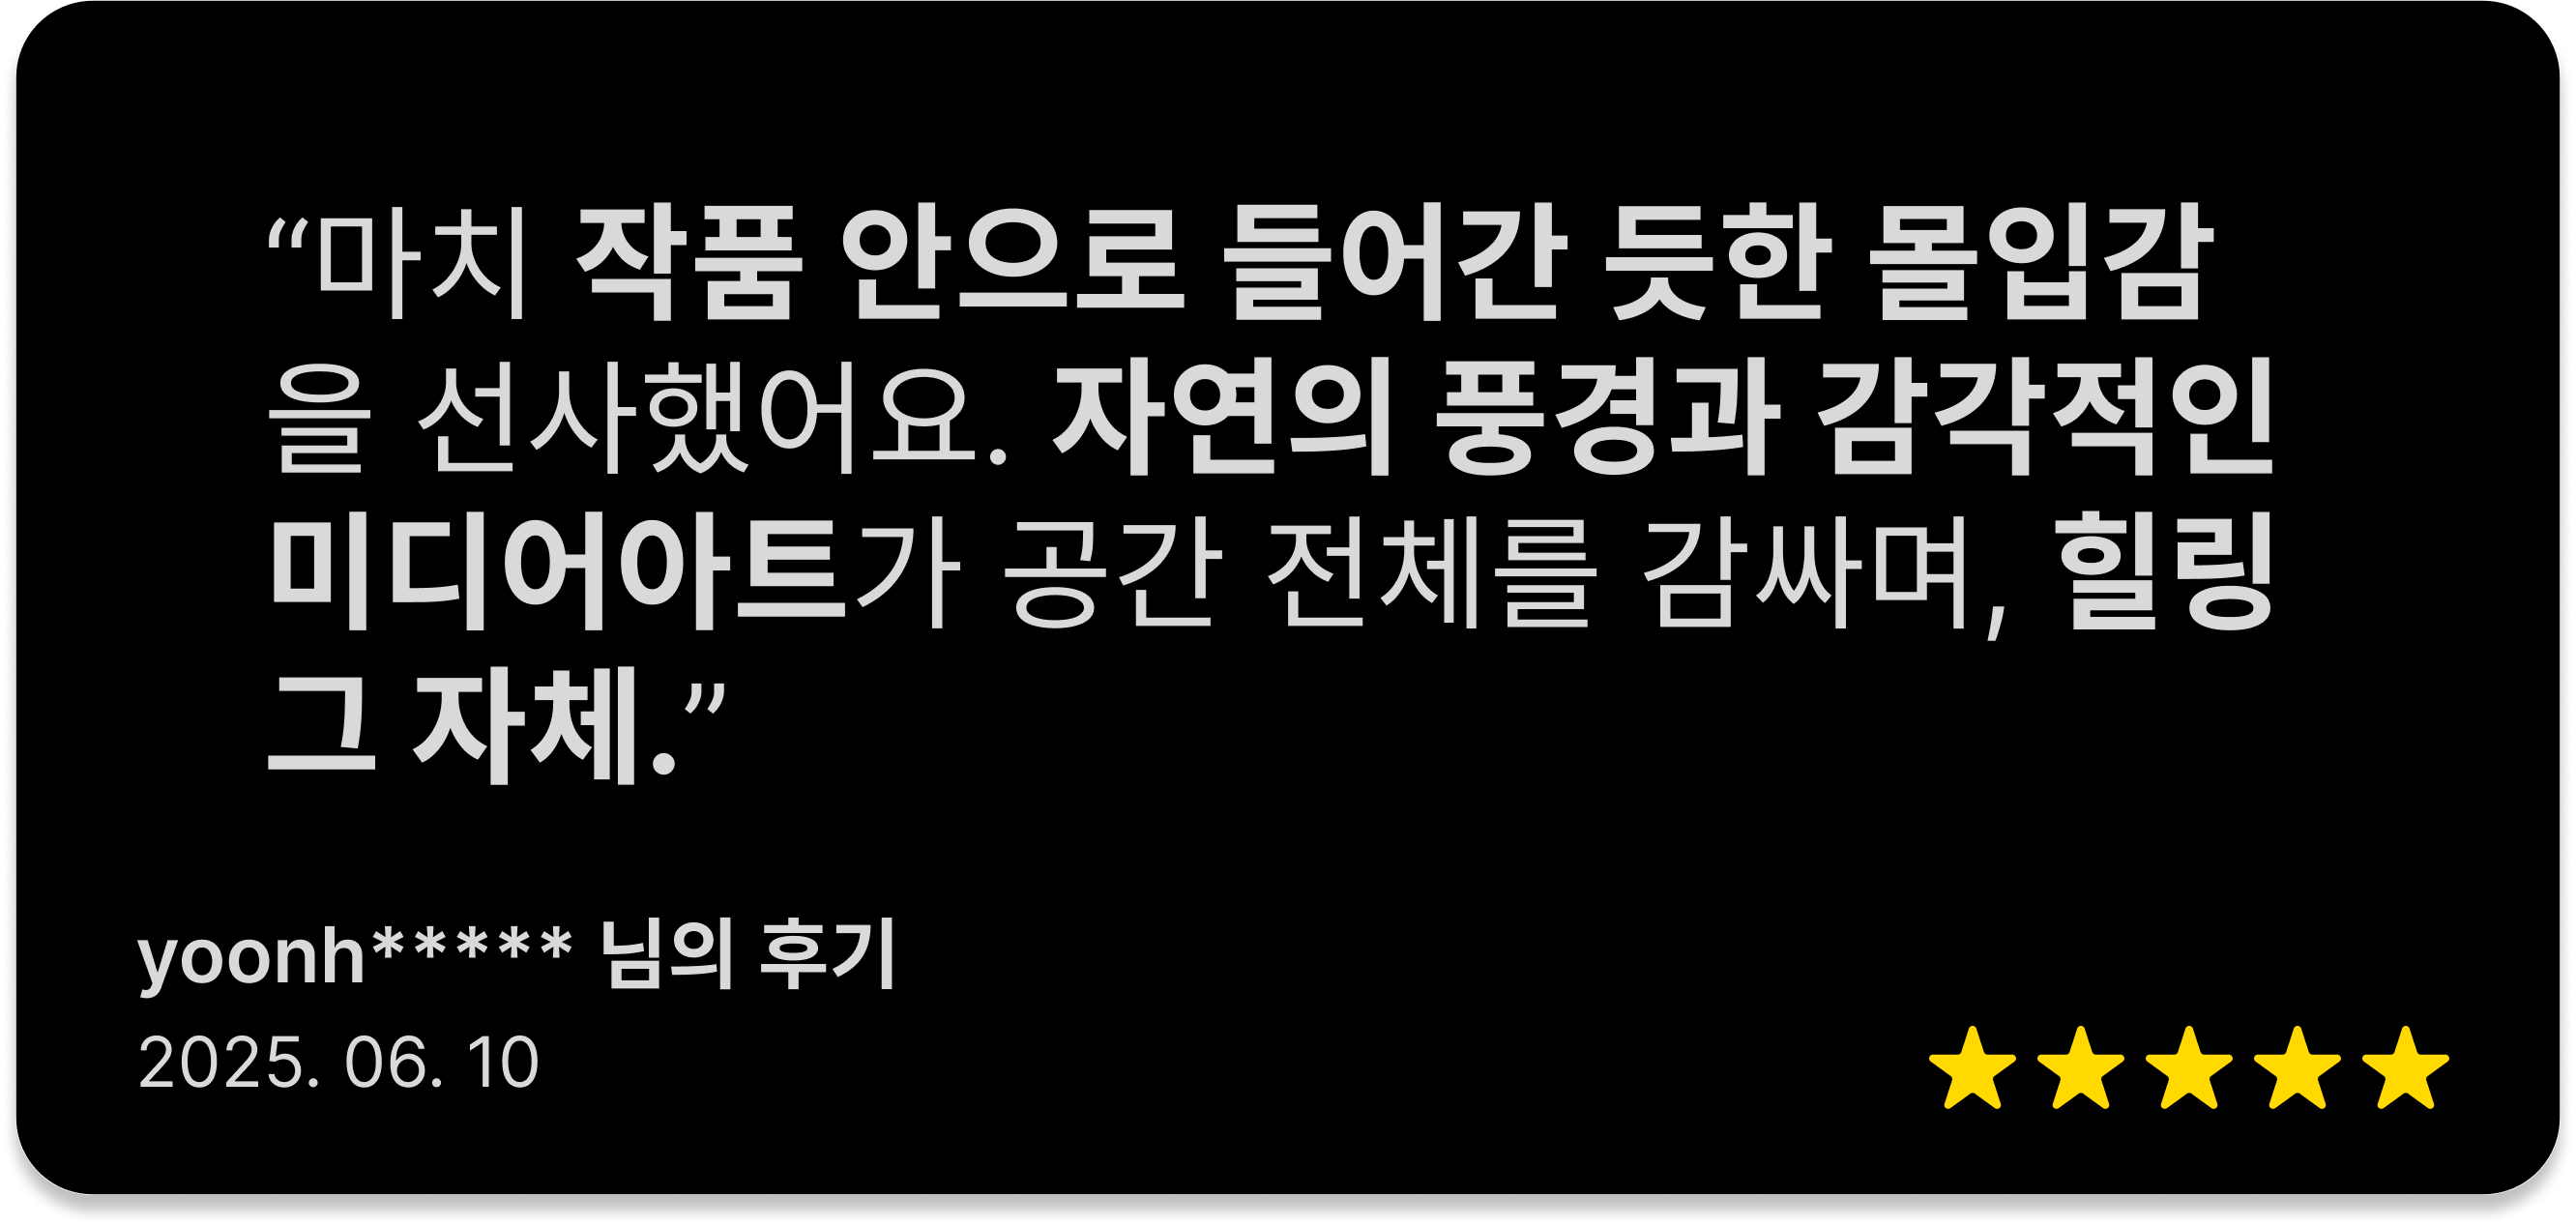 “마치 작품 안으로 들어간 듯한 몰입감
을 선사했어요. 자연의 풍경과 감각적인
미디어아트가 공간 전체를 감싸며, 힐링
그 자체.”
yoonh***** 님의 후기
2025. 06. 10